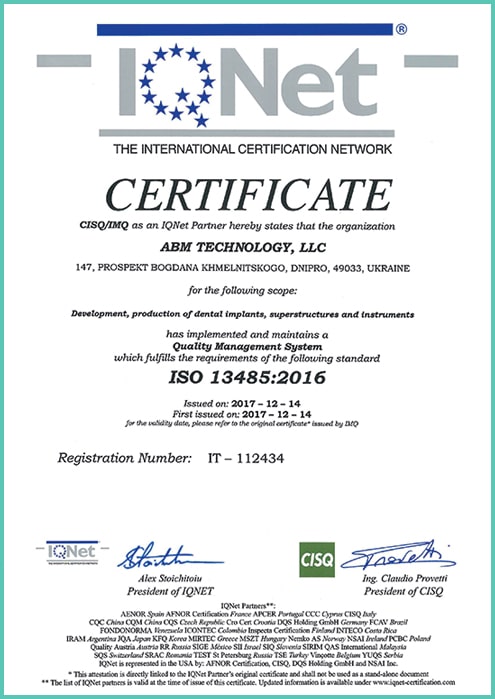 IQNet ®
THE INTERNATIONAL CERTIFICATION NETWORK
CERTIFICATE
CISQ/IMQ as an IQNet Partner hereby states that the organization
ABM TECHNOLOGY, LLC
147, PROSPEKT BOGDANA KHMELNITSKOGO, DNIPRO, 49033, UKRAINE
for the following scope:
Development, production of dental implants, superstructures and instruments
has implemented and maintains a
Quality Management System
which fulfills the requirements of the following standard
ISO 13485:2016
Issued on: 2017 – 12 – 14
First issued on: 2017 – 12 – 14
for the validity date, please refer to the original certificate* issued by IMQ
Registration Number: IT – 112434
IQNet
CISQ
Alex Stoichitoiu
President of IQNET
Ing. Claudio Provetti
President of CISQ
IQNet Partners**:
AENOR Spain AFNOR Certification France APCER Portugal CCC Cyprus CISQ Italy
CQC China CQM China CQS Czech Republic Cro Cert Croatia DQS Holding GmbH Germany FCAV Brazil
FONDONORMA Venezuela ICONTEC Colombia Inspecta Certification Finland INTECO Costa Rica
IRAM Argentina JQA Japan KFQ Korea MIRTEC Greece MSZT Hungary Nemko AS Norway NSAI Ireland PCBC Poland
Quality Austria Austria RR Russia SIGE México SII Israel SIQ Slovenia SIRIM QAS International Malaysia
SQS Switzerland SRAC Romania TEST St Petersburg Russia TSE Turkey Vinçotte Belgium YUQS Serbia
IQNet is represented in the USA by: AFNOR Certification, CISQ, DQS Holding GmbH and NSAI Inc.
* This attestation is directly linked to the IQNet Partner's original certificate and shall not be used as a stand-alone document
** The list of IQNet partners is valid at the time of issue of this certificate. Updated information is available under www.iqnet-certification.com